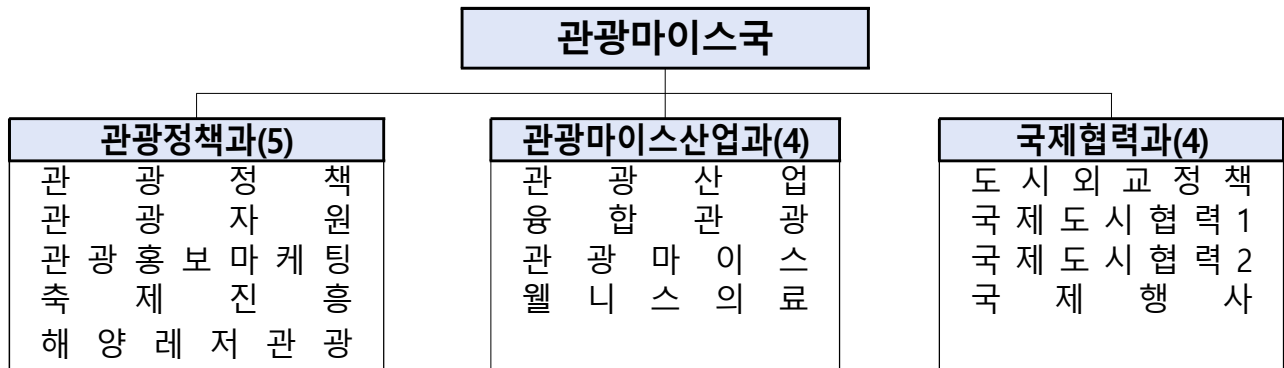 관광마이스국
관광정책과(5)
관광정책
관광자원
관광홍보마케팅
축제진흥
해양레저관광
관광마이스산업과(4)
관광산업
융합관광
관광마이스
웰니스의료
국제협력과(4)
도시외교정책
국제도시협력1
국제도시협력2
국제행사